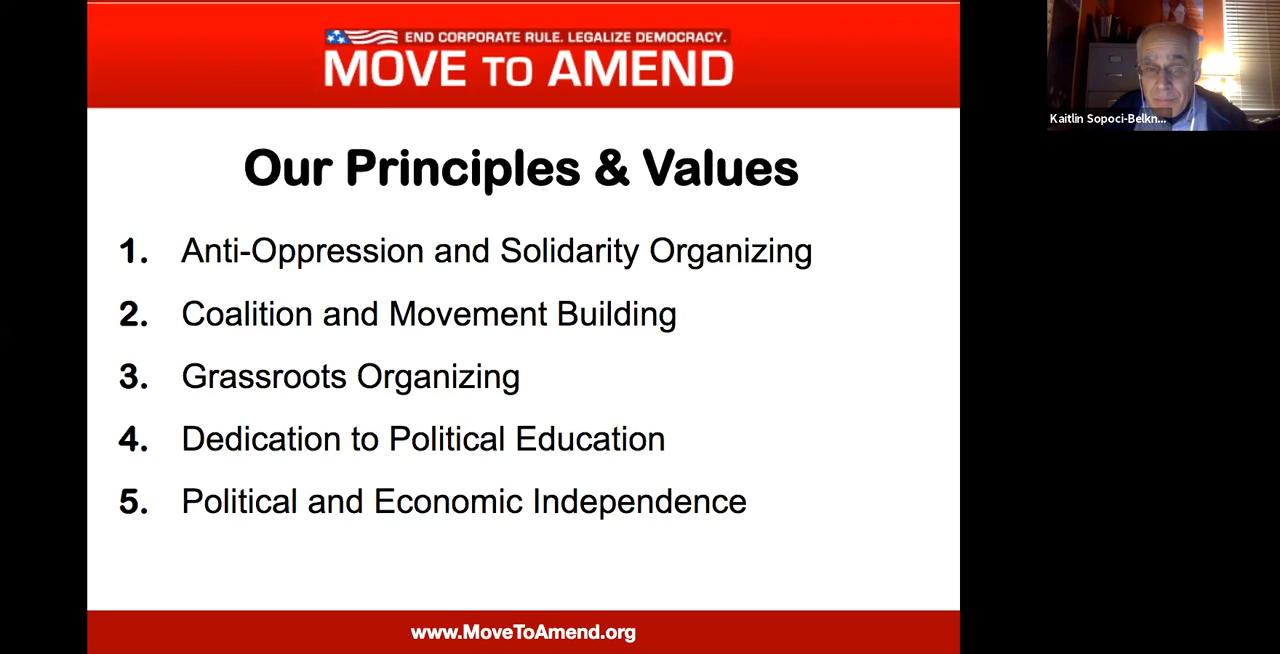 END CORPORATE RULE. LEGALIZE DEMOCRACY.
MOVE TO AMEND
Our Principles & Values
1. Anti-Oppression and Solidarity Organizing
2. Coalition and Movement Building
3. Grassroots Organizing
4. Dedication to Political Education
5. Political and Economic Independence
www.MoveToAmend.org
Kaitlin Sopoci-Belkn...